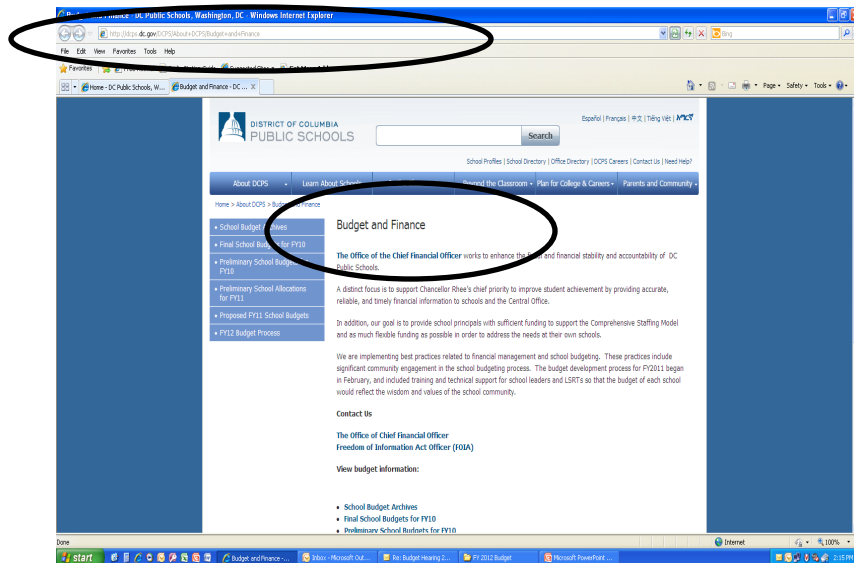 Budget and Finance - DC Public Schools, Washington, DC - Windows Internet Explorer
http://dcps.dc.gov/DCPS/About+DCPS/Budget+and+Finance
Bing
File Edit View Favorites Tools Help
Favorites
Home - DC Public Schools, W... Budget and Finance - DC ... X
Page Safety Tools
DISTRICT OF COLUMBIA
PUBLIC SCHOOLS
Search
Español | Français | 中文 | Tiếng Việt | አማርኛ
School Profiles | School Directory | Office Directory | DCPS Careers | Contact Us | Need Help?
About DCPS Learn About Schools Beyond the Classroom Plan for College & Careers Parents and Community
Home > About DCPS > Budget and Finance
• School Budget Archives
• Final School Budgets for FY10
• Preliminary School Budgets
FY10
• Preliminary School Allocations
for FY11
• Proposed FY11 School Budgets
• FY12 Budget Process
Budget and Finance
The Office of the Chief Financial Officer works to enhance the fiscal and financial stability and accountability of DC
Public Schools.
A distinct focus is to support Chancellor Rhee's chief priority to improve student achievement by providing accurate,
reliable, and timely financial information to schools and the Central Office.
In addition, our goal is to provide school principals with sufficient funding to support the Comprehensive Staffing Model
and as much flexible funding as possible in order to address the needs at their own schools.
We are implementing best practices related to financial management and school budgeting. These practices include
significant community engagement in the school budgeting process. The budget development process for FY2011 began
in February, and included training and technical support for school leaders and LSRTs so that the budget of each school
would reflect the wisdom and values of the school community.
Contact Us
The Office of Chief Financial Officer
Freedom of Information Act Officer (FOIA)
View budget information:
• School Budget Archives
• Final School Budgets for FY10
• Preliminary School Budgets for FY10
Done
Internet
100%
start
Budget and Finance -... Inbox - Microsoft Out... Re: Budget Hearing 2... FY 2012 Budget Microsoft PowerPoint ...
2:15 PM